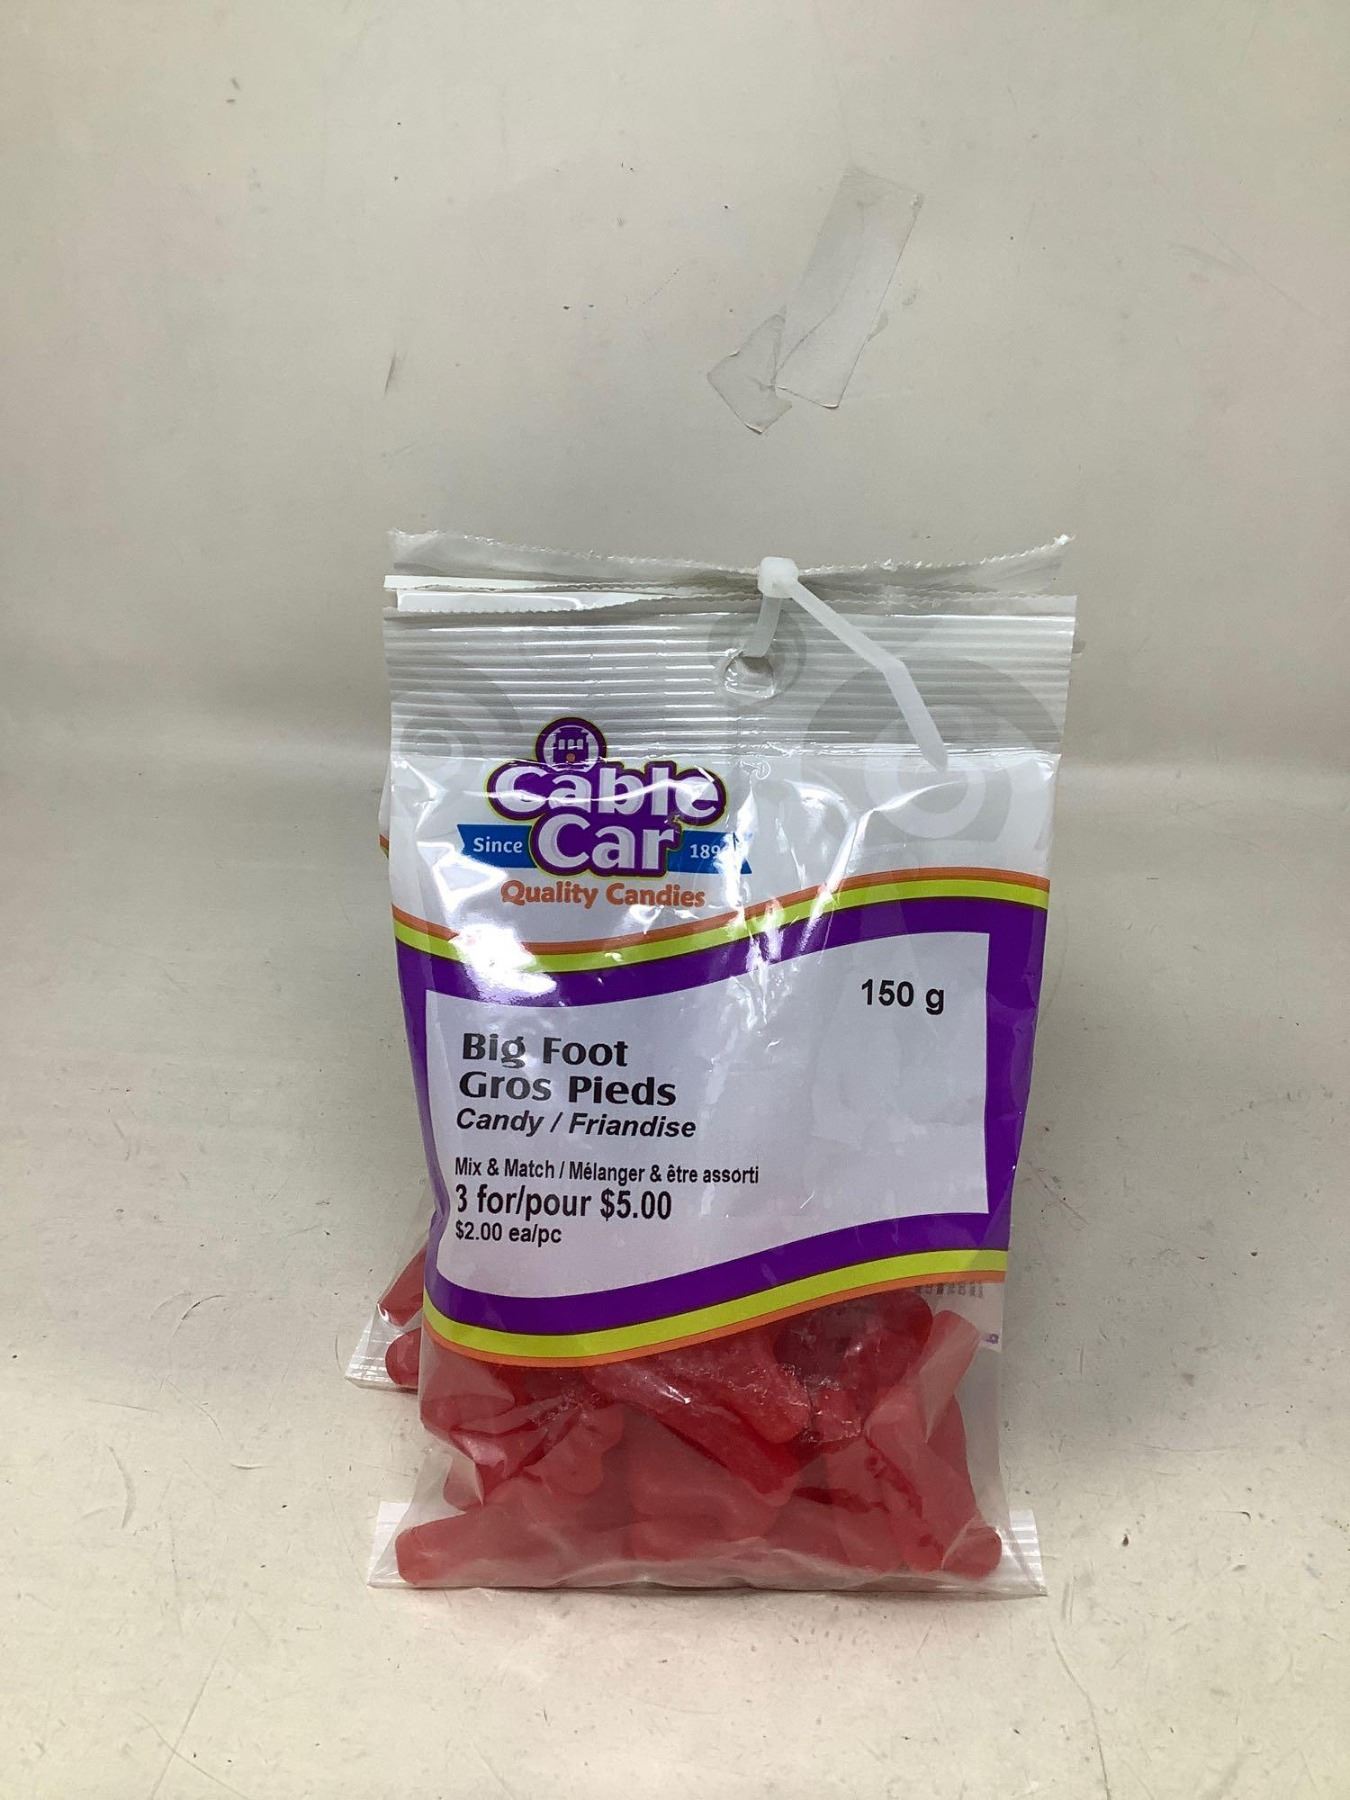 Cable
Car
Since
Quality Candies
150 g
Big Foot
Gros Pieds
Candy / Friandise
Mix & Match / Mélanger & être assorti
3 for/pour $5.00
$2.00 ea/pc